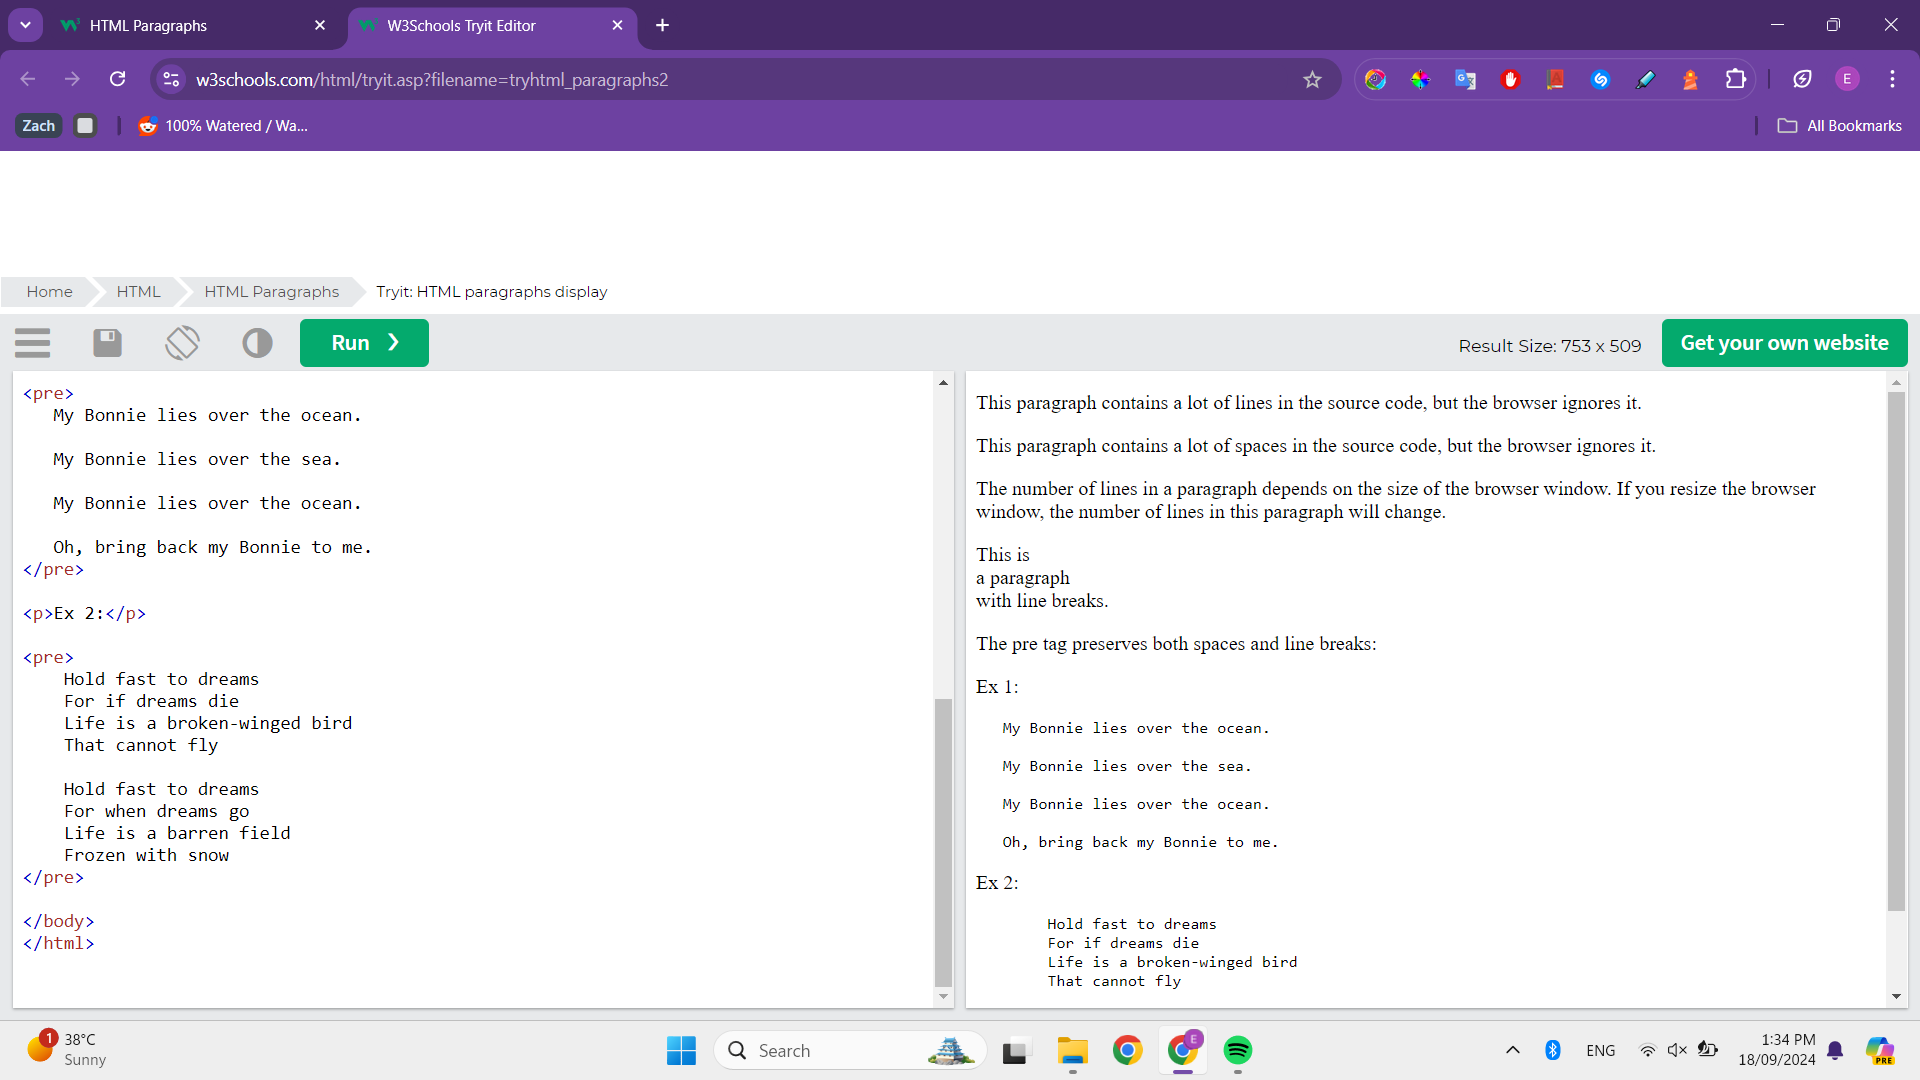 HTML Paragraphs
W3Schools Tryit Editor
w3schools.com/html/tryit.asp?filename=tryhtml_paragraphs2
E
Zach
100% Watered / Wa...
All Bookmarks
Home
HTML
HTML Paragraphs
Tryit: HTML paragraphs display
Run ❯
Result Size: 753 x 509
Get your own website
<pre>
   My Bonnie lies over the ocean.

   My Bonnie lies over the sea.

   My Bonnie lies over the ocean.

   Oh, bring back my Bonnie to me.
</pre>

<p>Ex 2:</p>

<pre>
    Hold fast to dreams
    For if dreams die
    Life is a broken-winged bird
    That cannot fly

    Hold fast to dreams
    For when dreams go
    Life is a barren field
    Frozen with snow
</pre>

</body>
</html>
This paragraph contains a lot of lines in the source code, but the browser ignores it.
This paragraph contains a lot of spaces in the source code, but the browser ignores it.
The number of lines in a paragraph depends on the size of the browser window. If you resize the browser
window, the number of lines in this paragraph will change.
This is
a paragraph
with line breaks.
The pre tag preserves both spaces and line breaks:
Ex 1:
My Bonnie lies over the ocean.
My Bonnie lies over the sea.
My Bonnie lies over the ocean.
Oh, bring back my Bonnie to me.
Ex 2:
Hold fast to dreams
For if dreams die
Life is a broken-winged bird
That cannot fly
1
38°C
Sunny
Search
E
ENG
1:34 PM
18/09/2024
PRE